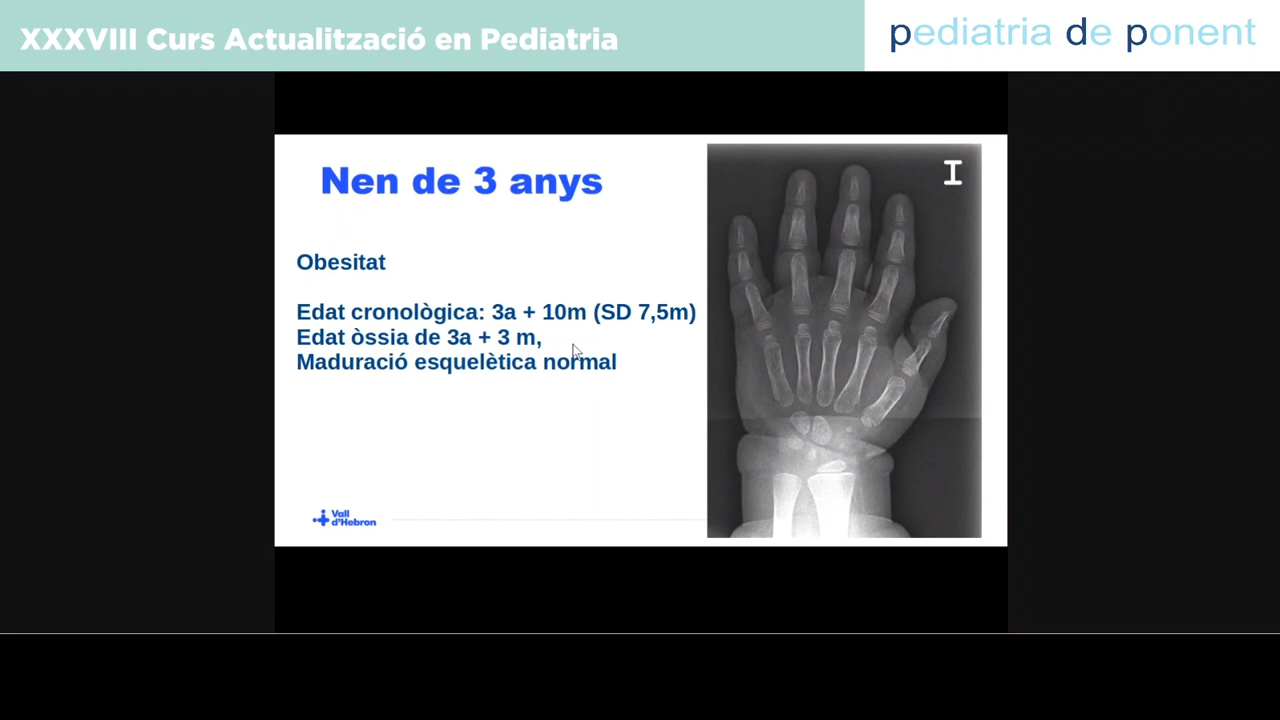 XXXVIII Curs Actualització en Pediatria
pediatria de ponent
Nen de 3 anys
I
Obesitat
Edat cronològica: 3a + 10m (SD 7,5m)
Edat òssia de 3a + 3 m,
Maduració esquelètica normal
Vall
d'Hebron